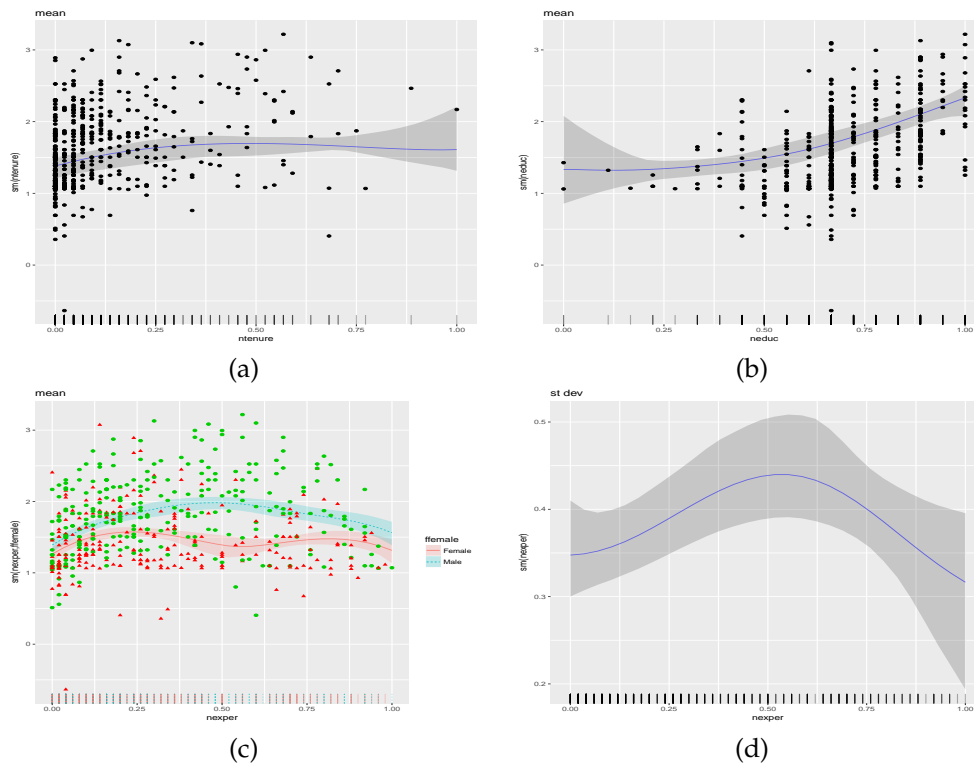 mean
sm(ntenure)
3
2
1
0
0.00 0.25 0.50 0.75 1.00
ntenure
(a)
mean
sm(neduc)
3
2
1
0
0.00 0.25 0.50 0.75 1.00
neduc
(b)
mean
sm(nexper,ffemale)
3
2
1
0
0.00 0.25 0.50 0.75 1.00
nexper
ffemale
Female
Male
(c)
st dev
sm(nexper)
0.5
0.4
0.3
0.2
0.00 0.25 0.50 0.75 1.00
nexper
(d)